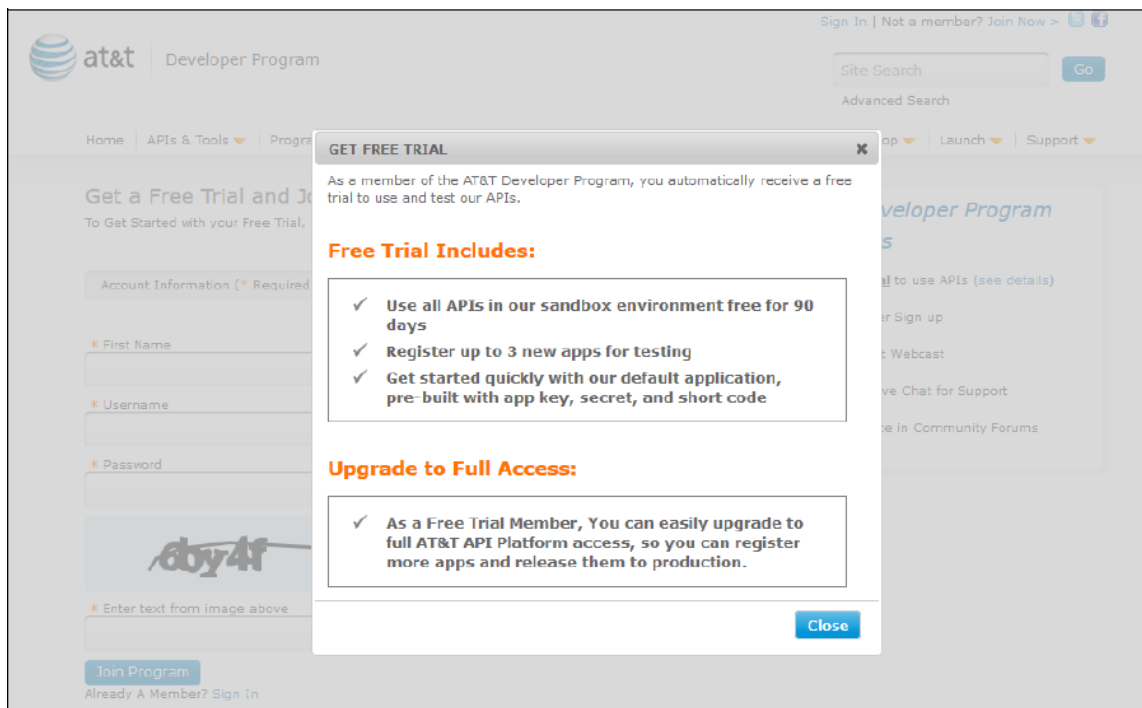 Sign In | Not a member? Join Now >
at&t Developer Program
Site Search
Go
Advanced Search
Home | APIs & Tools
Launch | Support
GET FREE TRIAL
As a member of the AT&T Developer Program, you automatically receive a free
trial to use and test our APIs.
Free Trial Includes:
Use all APIs in our sandbox environment free for 90
days
Register up to 3 new apps for testing
Get started quickly with our default application,
pre-built with app key, secret, and short code
Upgrade to Full Access:
As a Free Trial Member, You can easily upgrade to
full AT&T API Platform access, so you can register
more apps and release them to production.
Close
Get a Free Trial and
To Get Started with your Free Trial,
Account Information (* Required
* First Name
* Username
* Password
6by4f
* Enter text from image above
Join Program
Already A Member? Sign In
Program
to use APIs (see details)
Sign up
Webcast
Chat for Support
in Community Forums